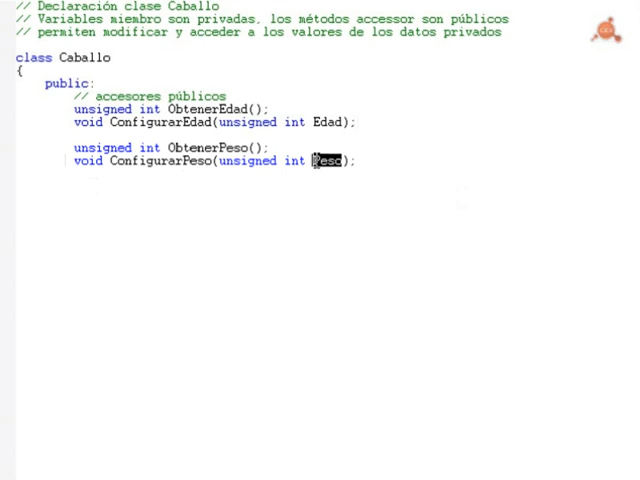 // Declaración clase Caballo
// Variables miembro son privadas, los métodos accessor son públicos
// permiten modificar y acceder a los valores de los datos privados
class Caballo
{
public:
// accesores públicos
unsigned int ObtenerEdad();
void ConfigurarEdad(unsigned int Edad);
unsigned int ObtenerPeso();
void ConfigurarPeso(unsigned int Peso);